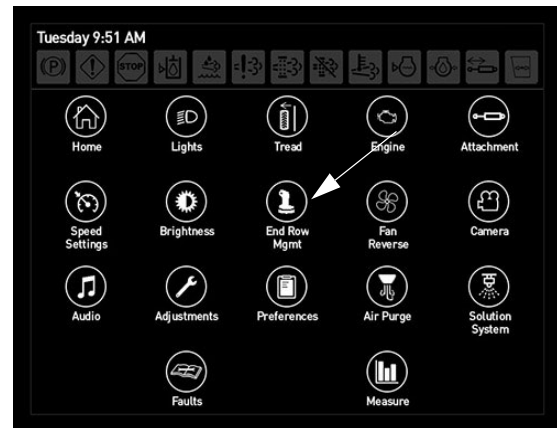 Tuesday 9:51 AM
(P) STOP
Home Lights Tread Engine Attachment
Speed Settings Brightness End Row Mgmt Fan Reverse Camera
Audio Adjustments Preferences Air Purge Solution System
Faults Measure